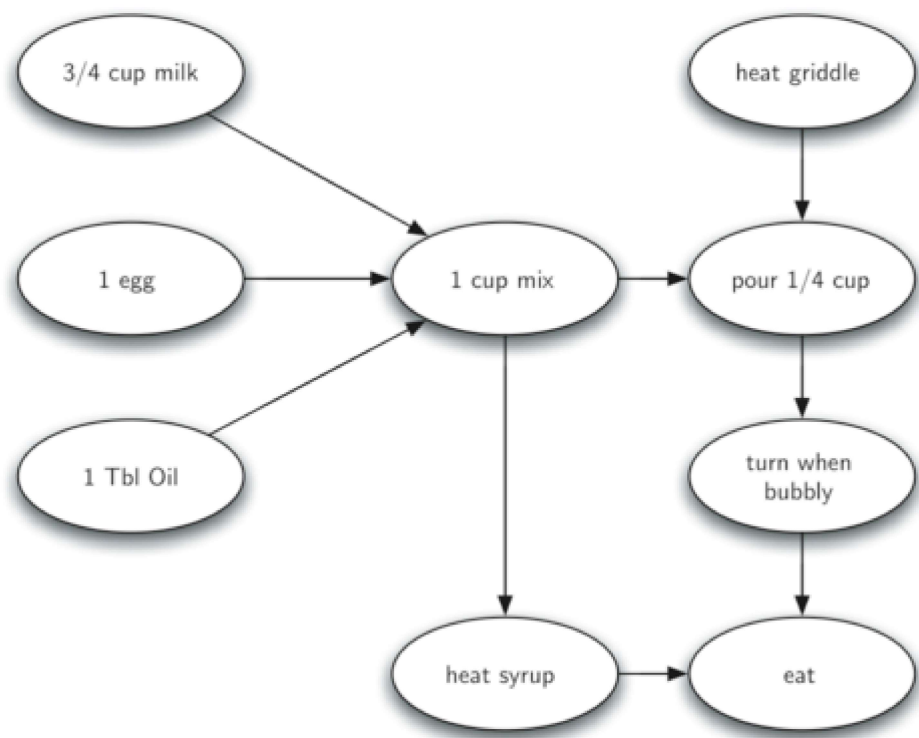 3/4 cup milk
heat griddle
1 egg
1 cup mix
pour 1/4 cup
1 Tbl Oil
turn when
bubbly
heat syrup
eat